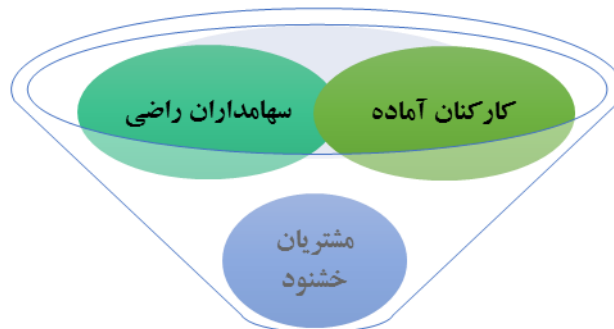 کارکنان آماده
سهامداران راضی
مشتریان
خشنود